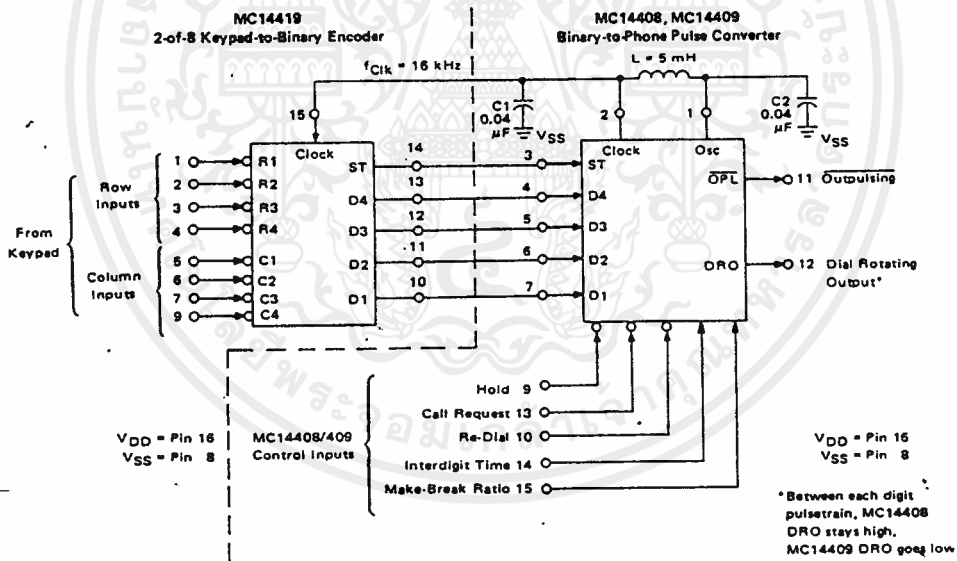 MC14419
2-of-8 Keypad-to-Binary Encoder
MC14408, MC14409
Binary-to-Phone Pulse Converter
fClk = 16 kHz
L = 5 mH
C1
0.04
µF
VSS
C2
0.04
µF
VSS
15
2
1
Clock
Clock
Osc
From
Keypad
Row
Inputs
Column
Inputs
1
R1
2
R2
3
R3
4
R4
5
C1
6
C2
7
C3
9
C4
ST
14
3
ST
D4
13
4
D4
D3
12
5
D3
D2
11
6
D2
D1
10
7
D1
OPL
11 Outpulsing
DRO
12 Dial Rotating
Output*
MC14408/409
Control Inputs
Hold 9
Call Request 13
Re-Dial 10
Interdigit Time 14
Make-Break Ratio 15
VDD = Pin 16
VSS = Pin 8
VDD = Pin 16
VSS = Pin 8
*Between each digit
pulsetrain, MC14408
DRO stays high,
MC14409 DRO goes low